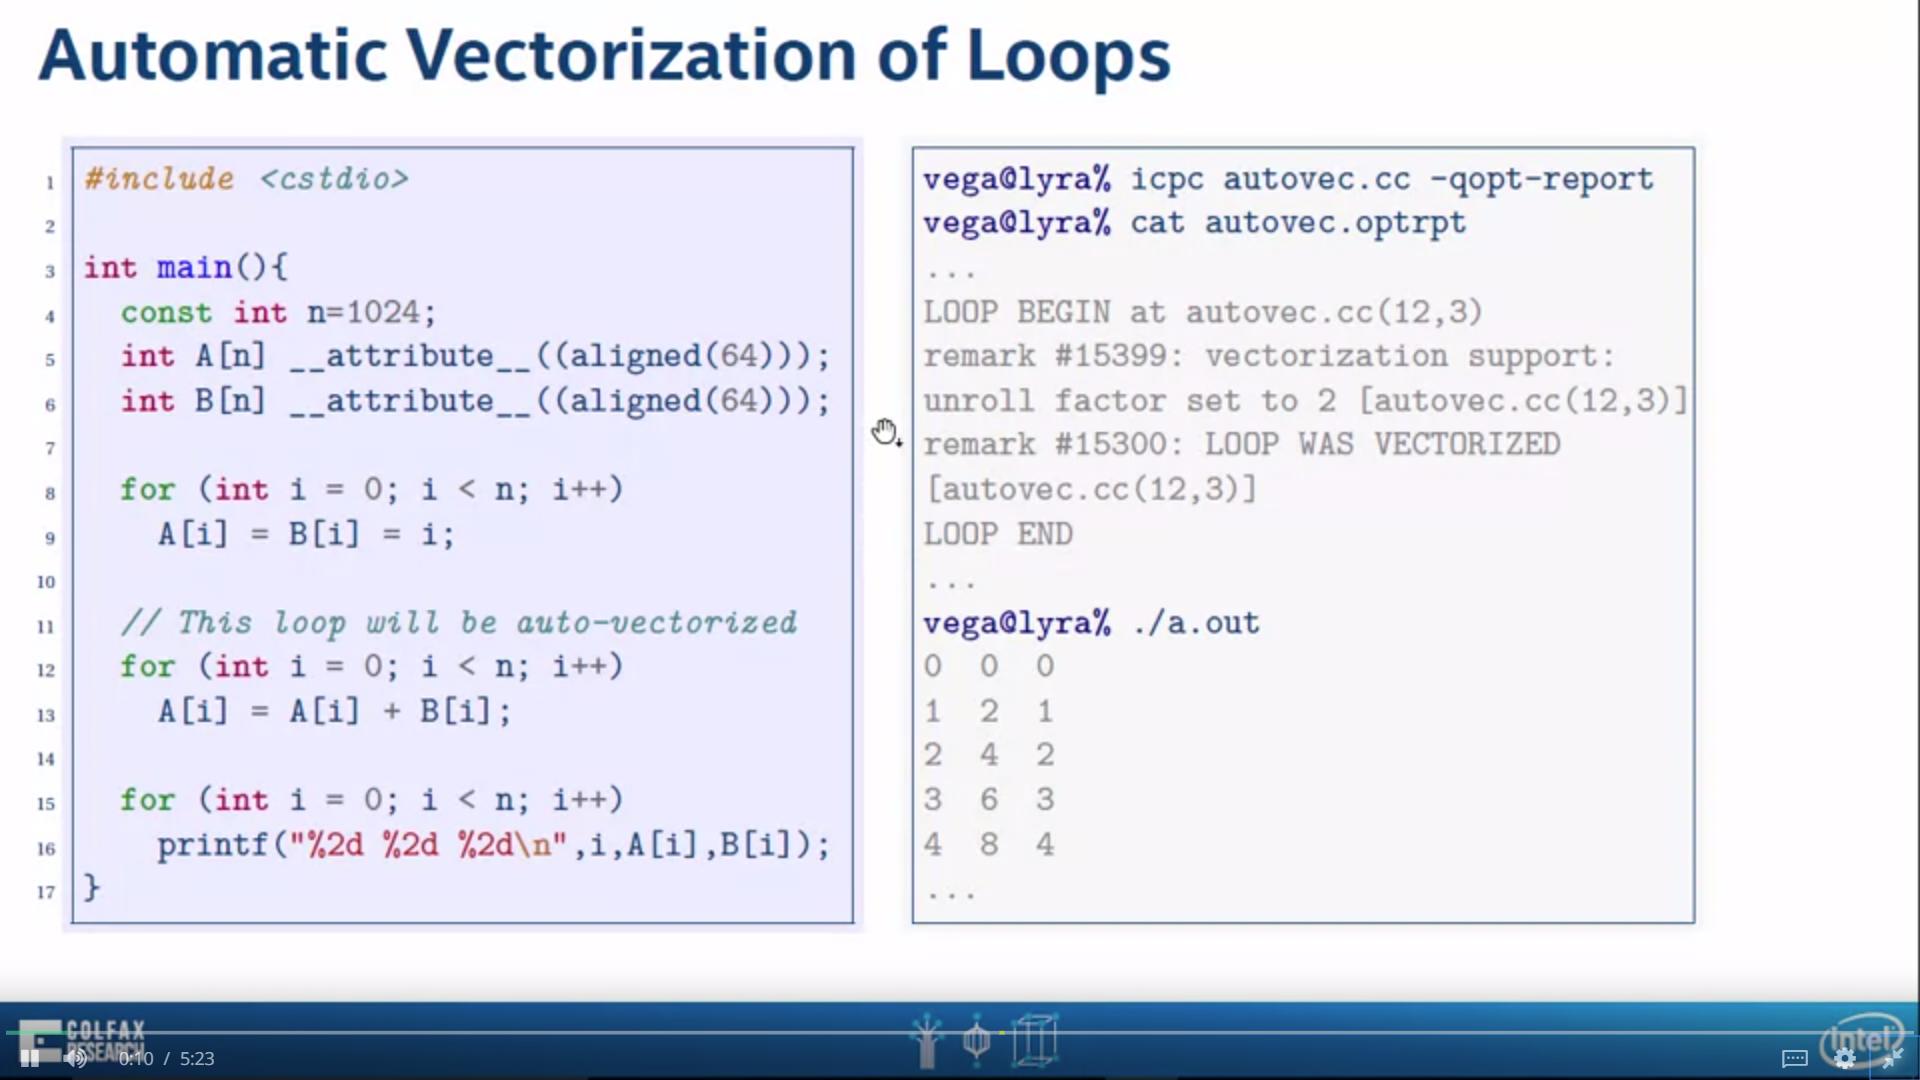 Automatic Vectorization of Loops
1 #include <cstdio>
2
3 int main(){
4 const int n=1024;
5 int A[n] __attribute__((aligned(64)));
6 int B[n] __attribute__((aligned(64)));
7
8 for (int i = 0; i < n; i++)
9 A[i] = B[i] = i;
10
11 // This loop will be auto-vectorized
12 for (int i = 0; i < n; i++)
13 A[i] = A[i] + B[i];
14
15 for (int i = 0; i < n; i++)
16 printf("%2d %2d %2d\n",i,A[i],B[i]);
17 }
vega@lyra% icpc autovec.cc -qopt-report
vega@lyra% cat autovec.optrpt
...
LOOP BEGIN at autovec.cc(12,3)
remark #15399: vectorization support:
unroll factor set to 2 [autovec.cc(12,3)]
remark #15300: LOOP WAS VECTORIZED
[autovec.cc(12,3)]
LOOP END
...
vega@lyra% ./a.out
0 0 0
1 2 1
2 4 2
3 6 3
4 8 4
...
COLFAX
RESEARCH
0:10 / 5:23
intel